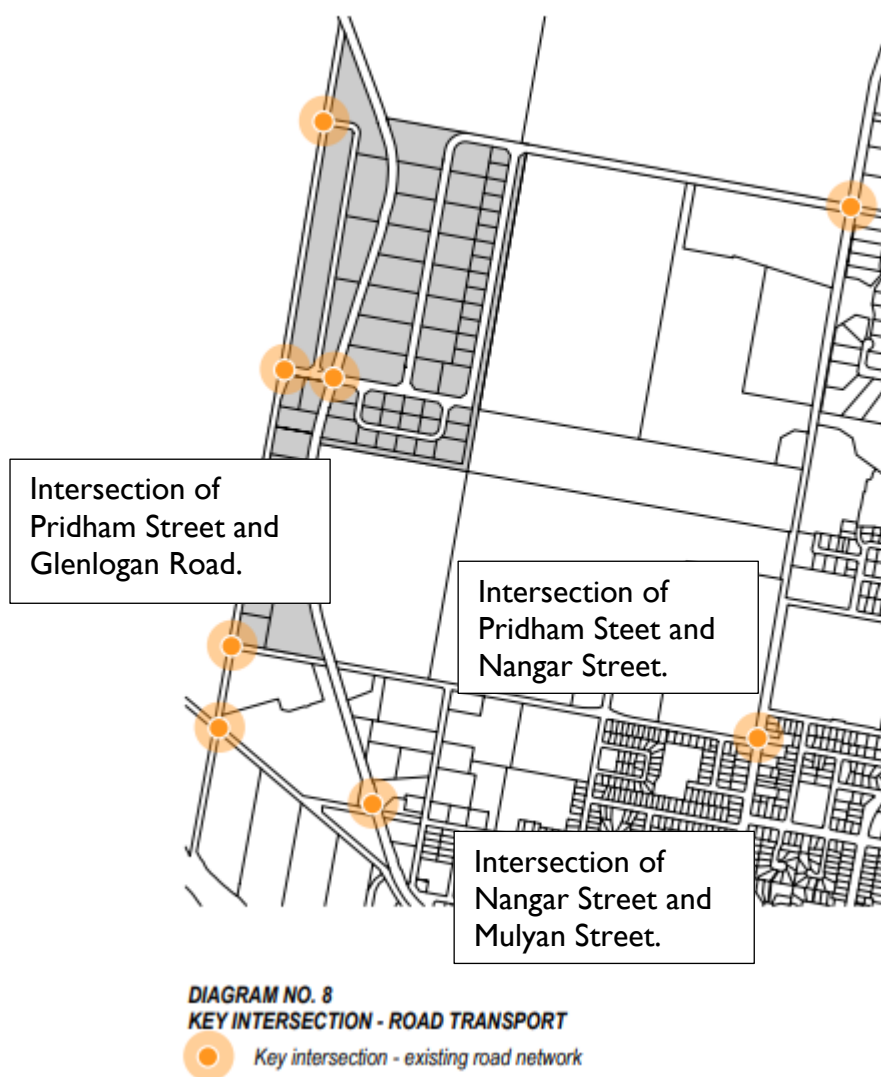 Intersection of
Pridham Street and
Glenlogan Road.
Intersection of
Pridham Steet and
Nangar Street.
Intersection of
Nangar Street and
Mulyan Street.
DIAGRAM NO. 8
KEY INTERSECTION - ROAD TRANSPORT
Key intersection - existing road network